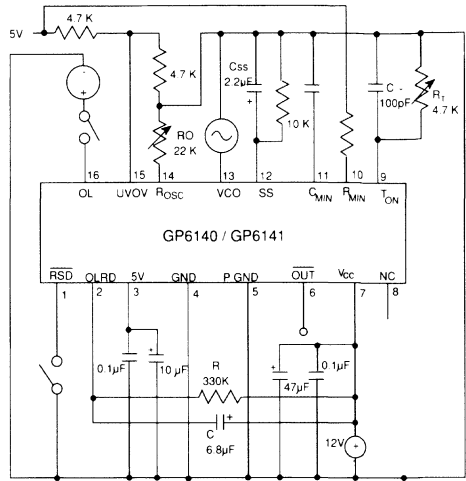 4.7 K
5V
4.7 K
Css
2.2µF
+
10 K
C
100pF
RT
4.7 K
RO
22 K
+
16 15 14 13 12 11 10 9
OL UVOV ROSC VCO SS CMIN RMIN TON
GP6140 / GP6141
RSD OLRD 5V GND P GND OUT Vcc NC
1 2 3 4 5 6 7 8
+
0.1µF
10 µF
R
330K
+
47µF
0.1µF
C
+
6.8µF
12V
+